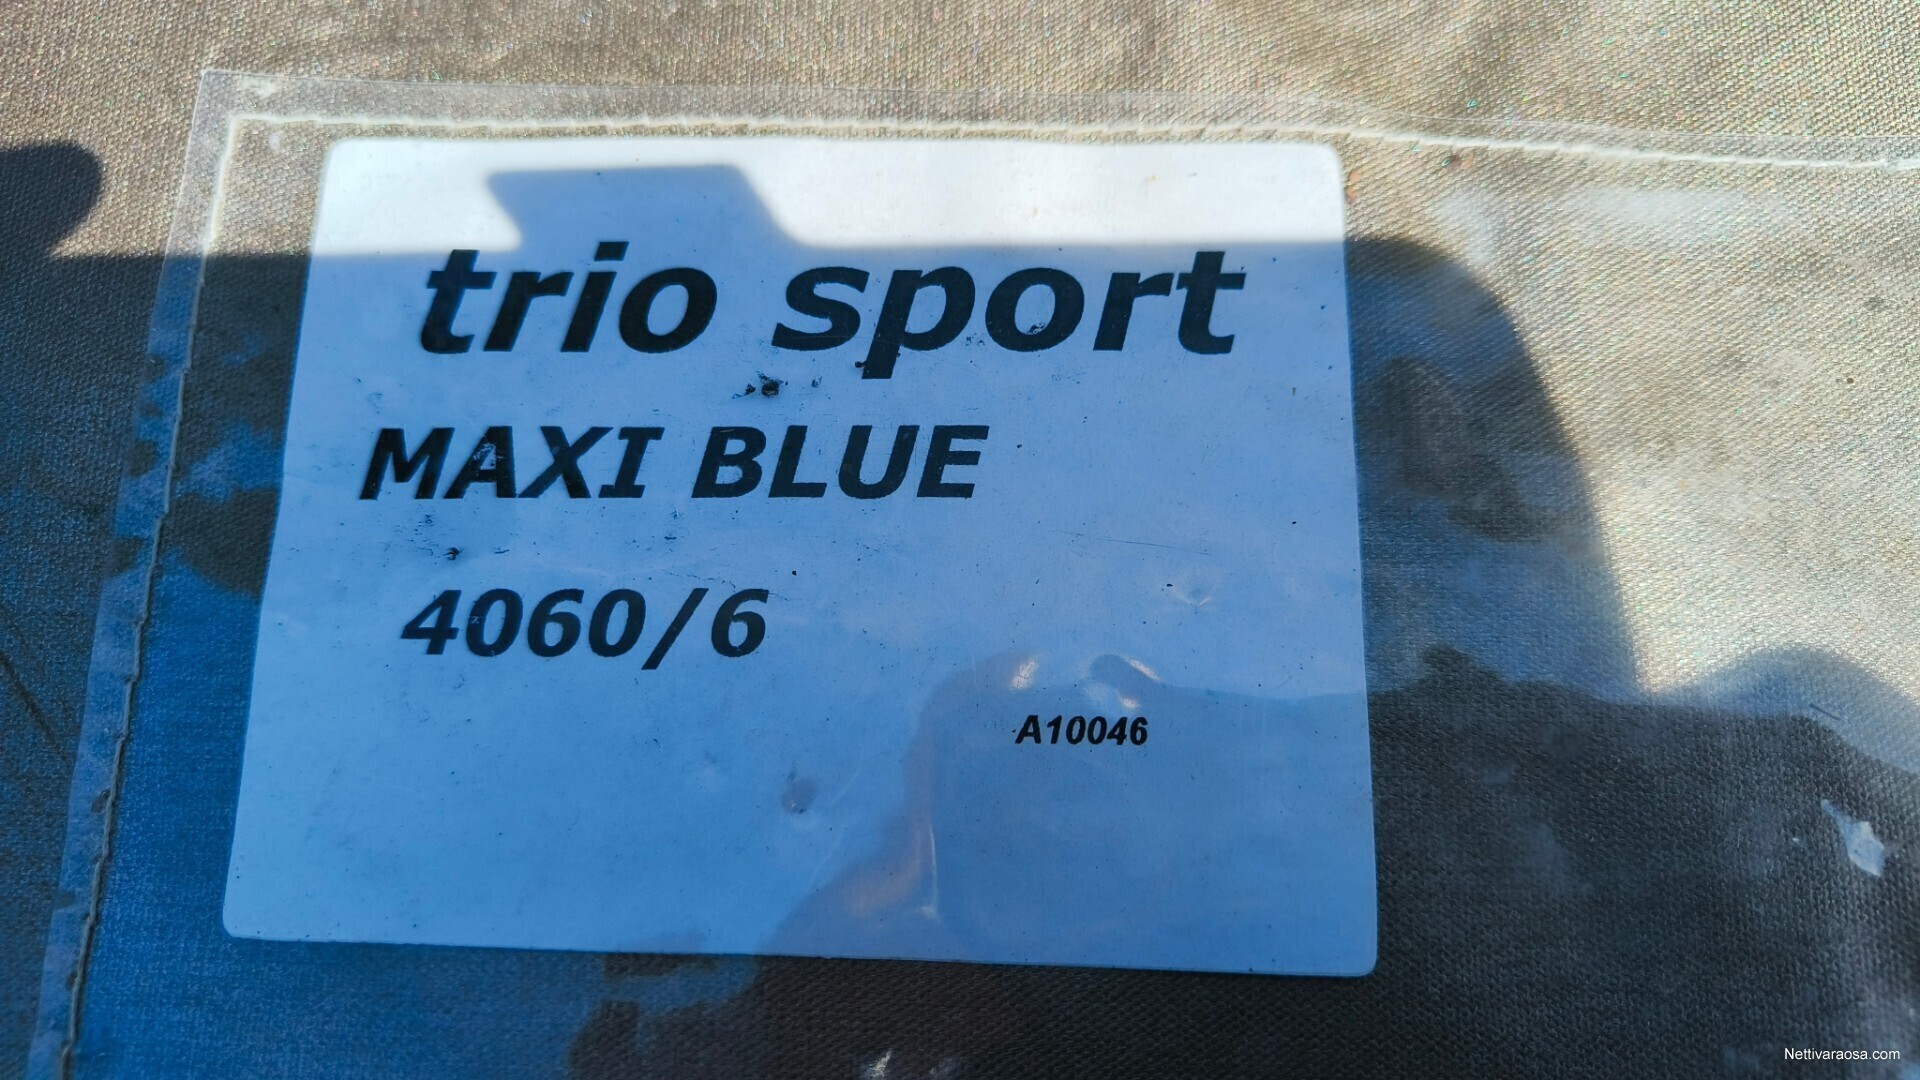 trio sport
MAXI BLUE
4060/6
A10046
Nettivaraosa.com